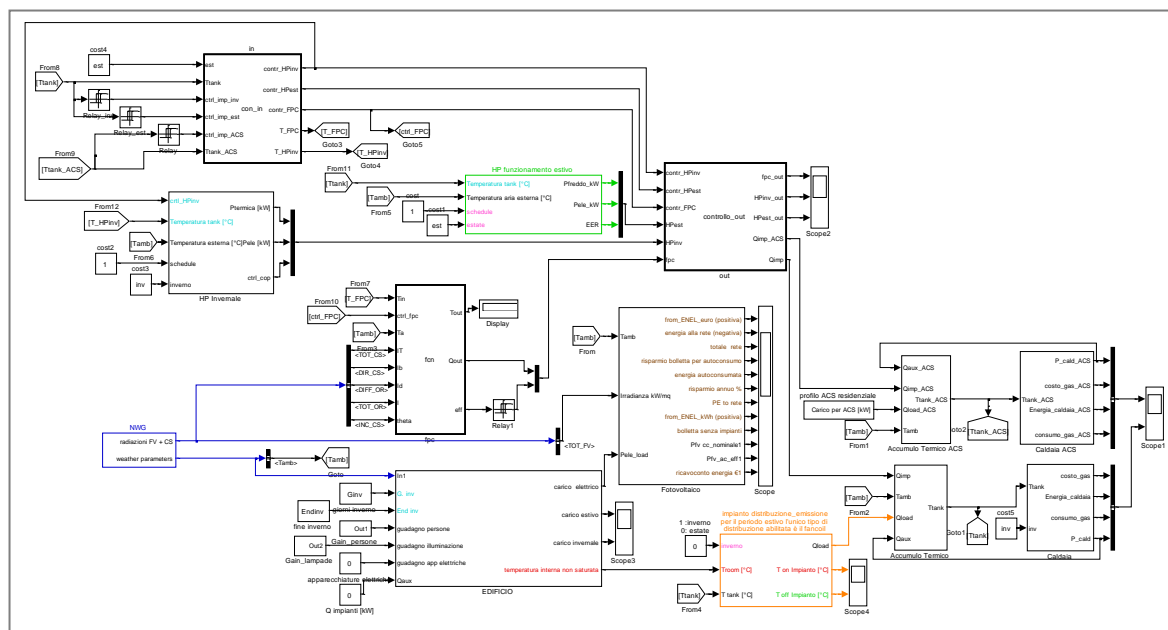 in
cost4
est
From8
[Ttank]
Relay_inv
Relay_est
Relay
From9
[Ttank_ACS]
est
Ttank
ctrl_imp_inv
ctrl_imp_est
ctrl_imp_ACS
Ttank_ACS
con_in
contr_HPinv
contr_HPest
contr_FPC
T_FPC
T_HPinv
[T_FPC]
Goto3
[T_HPinv]
Goto4
[ctrl_FPC]
Goto5
From12
[T_HPinv]
[Tamb]
From6
cost2
1
cost3
inv
crtl_HPinv
Temperatura tank [°C]
Temperatura esterna [°C]
schedule
inverno
Ptermica [kW]
Pele [kW]
ctrl_cop
HP Invernale
From11
[Ttank]
[Tamb]
From5
cost
1
cost1
est
HP funzionamento estivo
Temperatura tank [°C]
Temperatura aria esterna [°C]
schedule
estate
Pfreddo_kW
Pele_kW
EER
contr_HPinv
contr_HPest
contr_FPC
HPest
HPinv
fpc
controllo_out
fpc_out
HPinv_out
HPest_out
Qimp_ACS
Qimp
out
Scope2
From7
[T_FPC]
From10
[ctrl_FPC]
[Tamb]
From3
<TOT_CS>
<DIR_CS>
<DIFF_OR>
<TOT_OR>
<INC_CS>
Tin
ctrl_fpc
Ta
IT
Ib
Id
I
theta
fcn
Tout
Qout
eff
fpc
Display
Relay1
<TOT_FV>
NWG
radiazioni FV + CS
weather parameters
<Tamb>
[Tamb]
Goto
[Tamb]
From
Tamb
Irradianza kW/mq
Pele_load
from_ENEL_euro (positiva)
energia alla rete (negativa)
totale rete
risparmio bolletta per autoconsumo
energia autoconsumata
risparmio annuo %
PE to rete
from_ENEL_kWh (positiva)
bolletta senza impianti
Pfv cc_nominale1
Pfv_ac_eff1
ricavoconto energia €1
Fotovoltaico
Scope
Ginv
giorni inverno
Endinv
fine inverno
Out1
Gain_persone
Out2
Gain_lampade
0
apparecchiature elettriche
0
Q impianti [kW]
In1
G. inv
End inv
guadagno persone
guadagno illuminazione
guadagno app elettriche
Qaux
carico elettrico
carico estivo
carico invernale
temperatura interna non saturata
EDIFICIO
Scope3
impianto distribuzione_emissione
per il periodo estivo l'unico tipo di
distribuzione abilitata è il fancoil
1 :inverno
0: estate
0
[Ttank]
From4
inverno
Troom [°C]
T tank [°C]
Qload
T on Impianto [°C]
T off Impianto [°C]
Scope4
profilo ACS residenziale
Carico per ACS [kW]
[Tamb]
From1
Qaux_ACS
Qimp_ACS
Qload_ACS
Tamb
Ttank_ACS
Accumulo Termico ACS
Goto2
Ttank_ACS
Ttank_ACS
P_cald_ACS
costo_gas_ACS
Energia_caldaia_ACS
consumo_gas_ACS
Caldaia ACS
Scope1
[Tamb]
From2
Qimp
Tamb
Qload
Qaux
Ttank
Accumulo Termico
Goto1
Ttank
cost5
inv
Ttank
inv
costo_gas
Energia_caldaia
consumo_gas
P_cald
Caldaia